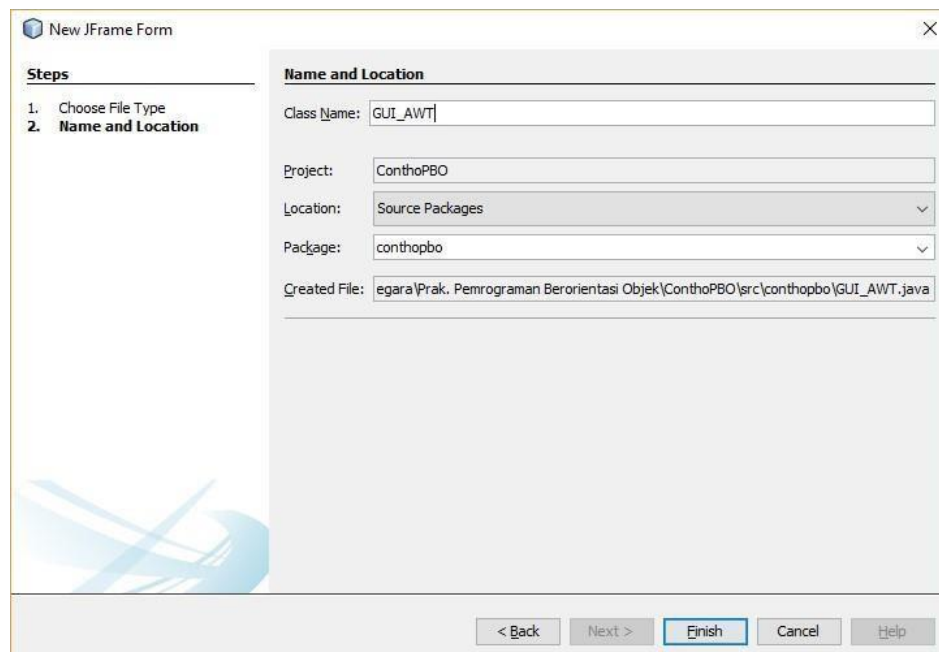 New JFrame Form
Steps
1. Choose File Type
2. Name and Location
Name and Location
Class Name: GUI_AWT
Project: ConthoPBO
Location: Source Packages
Package: conthopbo
Created File: egara\Prak. Pemrograman Berorientasi Objek\ConthoPBO\src\conthopbo\GUI_AWT.java
< Back Next > Finish Cancel Help